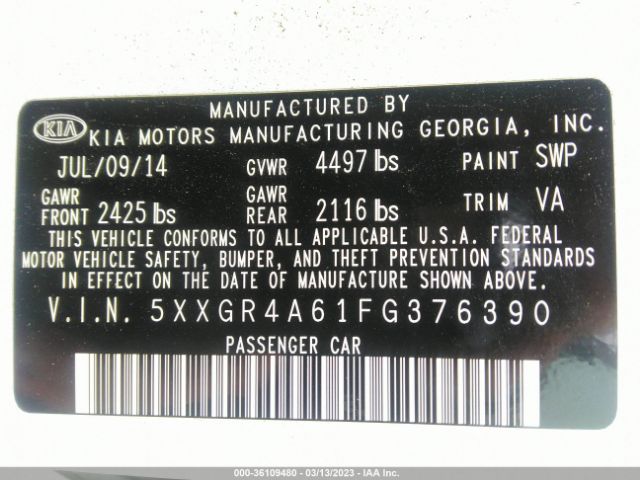 MANUFACTURED BY
KIA KIA MOTORS MANUFACTURING GEORGIA, INC.
JUL/09/14 GVWR 4497 lbs PAINT SWP
GAWR FRONT 2425 lbs GAWR REAR 2116 lbs TRIM VA
THIS VEHICLE CONFORMS TO ALL APPLICABLE U.S.A. FEDERAL
MOTOR VEHICLE SAFETY, BUMPER, AND THEFT PREVENTION STANDARDS
IN EFFECT ON THE DATE OF MANUFACTURE SHOWN ABOVE.
V.I.N. 5XXGR4A61FG376390
PASSENGER CAR
000-36109480 - 03/13/2023 - IAA Inc.